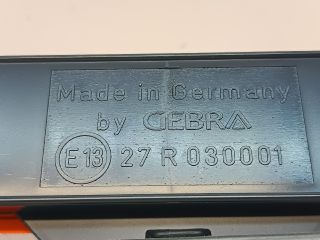 Made in Germany
by GEBRA
E13 27 R 030001